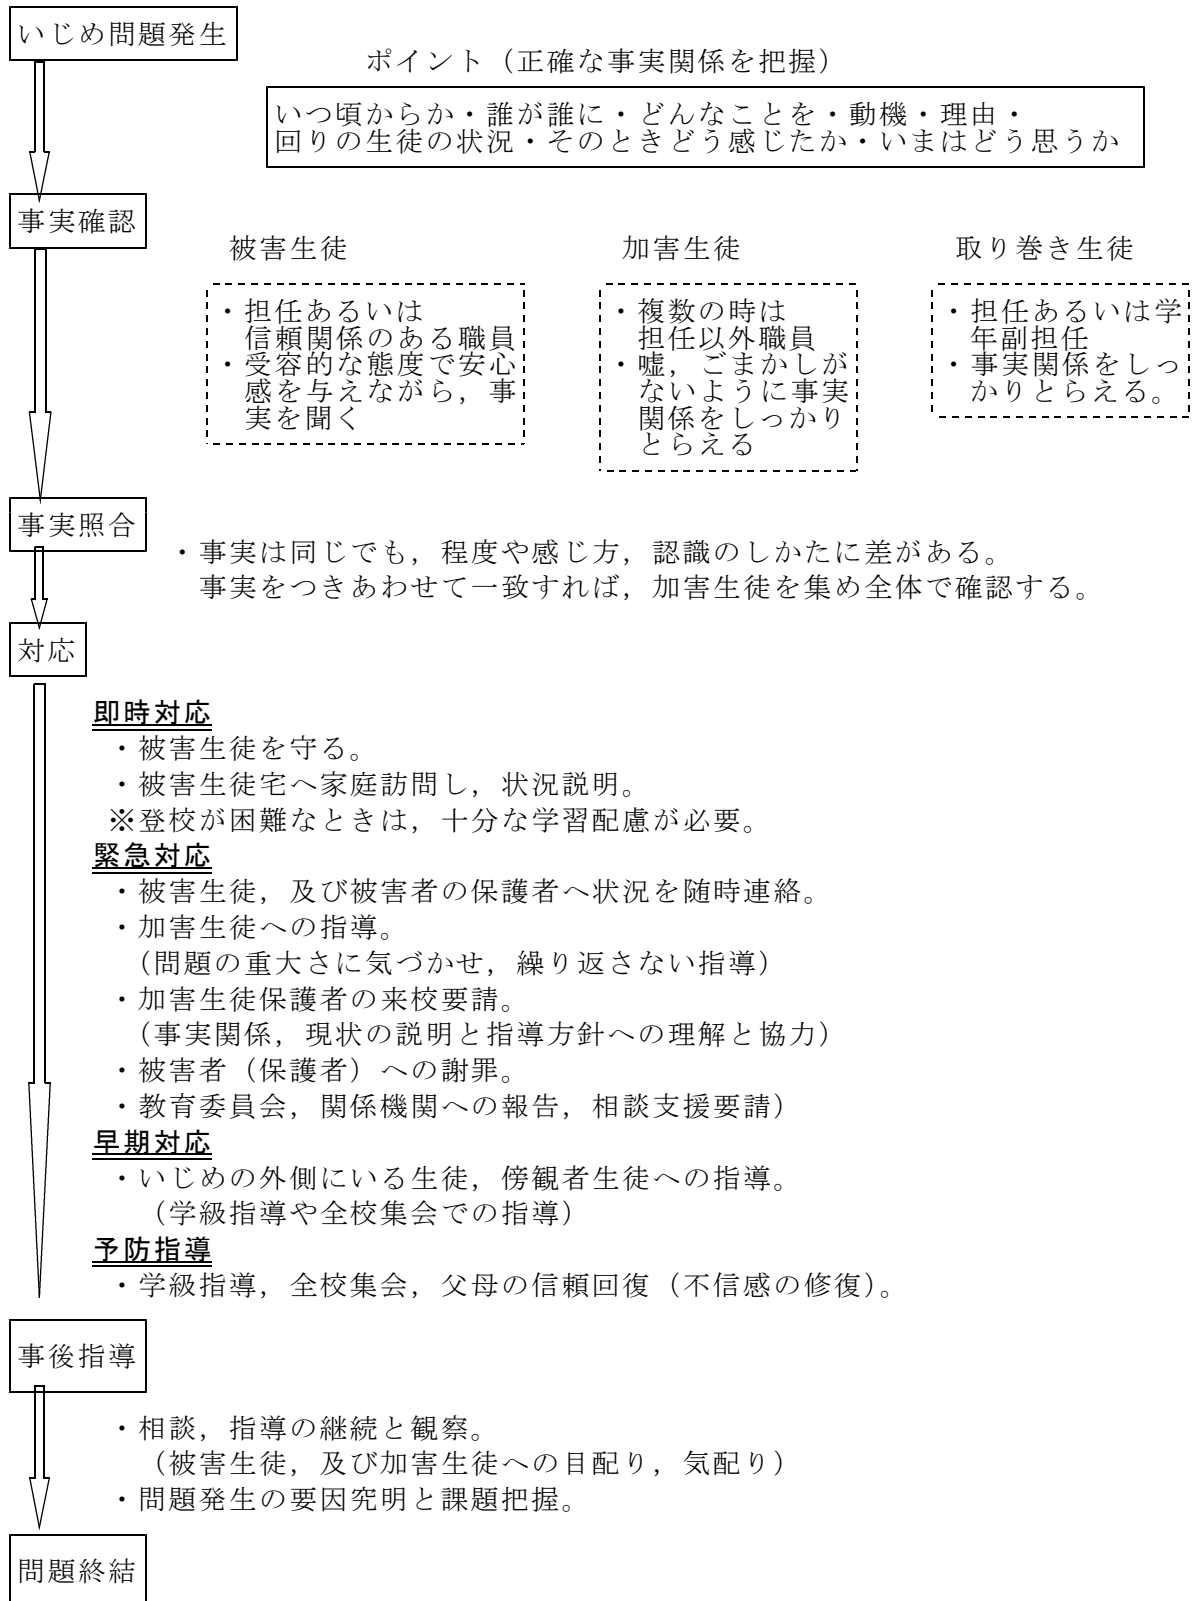 いじめ問題発生
ポイント（正確な事実関係を把握）
いつ頃からか・誰が誰に・どんなことを・動機・理由・
回りの生徒の状況・そのときどう感じたか・いまはどう思うか
事実確認
被害生徒
・担任あるいは
信頼関係のある職員
・受容的な態度で安心
感を与えながら，事
実を聞く
加害生徒
・複数の時は
担任以外職員
・嘘，ごまかしが
ないように事実
関係をしっかり
とらえる
取り巻き生徒
・担任あるいは学
年副担任
・事実関係をしっ
かりとらえる。
事実照合
・事実は同じでも，程度や感じ方，認識のしかたに差がある。
事実をつきあわせて一致すれば，加害生徒を集め全体で確認する。
対応
即時対応
・被害生徒を守る。
・被害生徒宅へ家庭訪問し，状況説明。
※登校が困難なときは，十分な学習配慮が必要。
緊急対応
・被害生徒，及び被害者の保護者へ状況を随時連絡。
・加害生徒への指導。
（問題の重大さに気づかせ，繰り返さない指導）
・加害生徒保護者の来校要請。
（事実関係，現状の説明と指導方針への理解と協力）
・被害者（保護者）への謝罪。
・教育委員会，関係機関への報告，相談支援要請）
早期対応
・いじめの外側にいる生徒，傍観者生徒への指導。
（学級指導や全校集会での指導）
予防指導
・学級指導，全校集会，父母の信頼回復（不信感の修復）。
事後指導
・相談，指導の継続と観察。
（被害生徒，及び加害生徒への目配り，気配り）
・問題発生の要因究明と課題把握。
問題終結